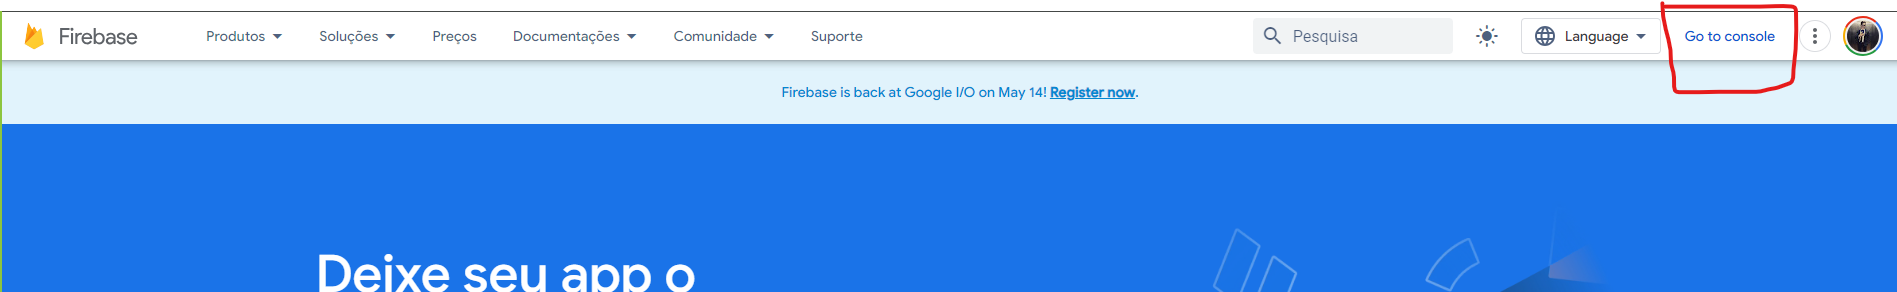 Firebase Produtos Soluções Preços Documentações Comunidade Suporte Pesquisa Language Go to console
Firebase is back at Google I/O on May 14! Register now.
Deixe seu app o